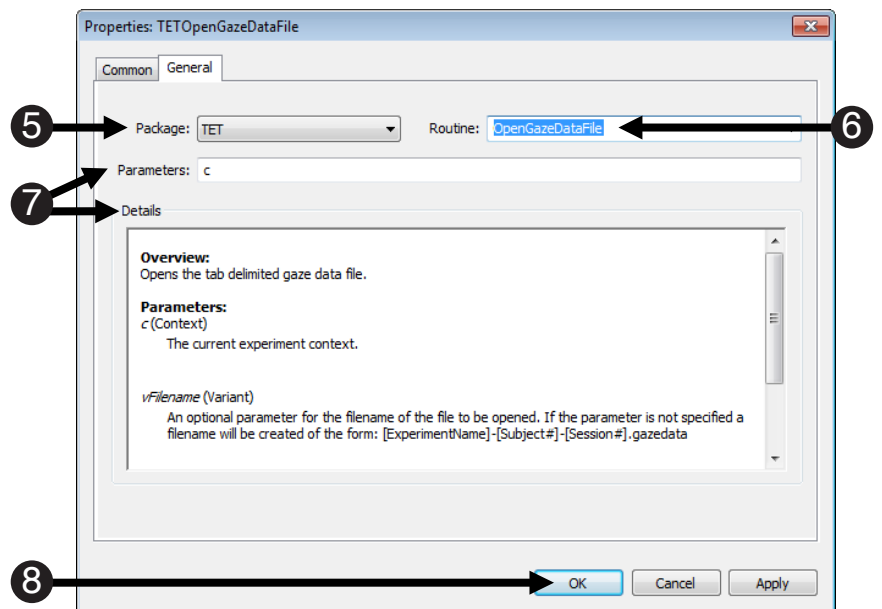 Properties: TETOpenGazeDataFile
Common General
5 Package: TET Routine: OpenGazeDataFile 6
Parameters: c
7
Details
Overview:
Opens the tab delimited gaze data file.
Parameters:
c (Context)
The current experiment context.
vFilename (Variant)
An optional parameter for the filename of the file to be opened. If the parameter is not specified a
filename will be created of the form: [ExperimentName]-[Subject#]-[Session#].gazedata
8 OK Cancel Apply